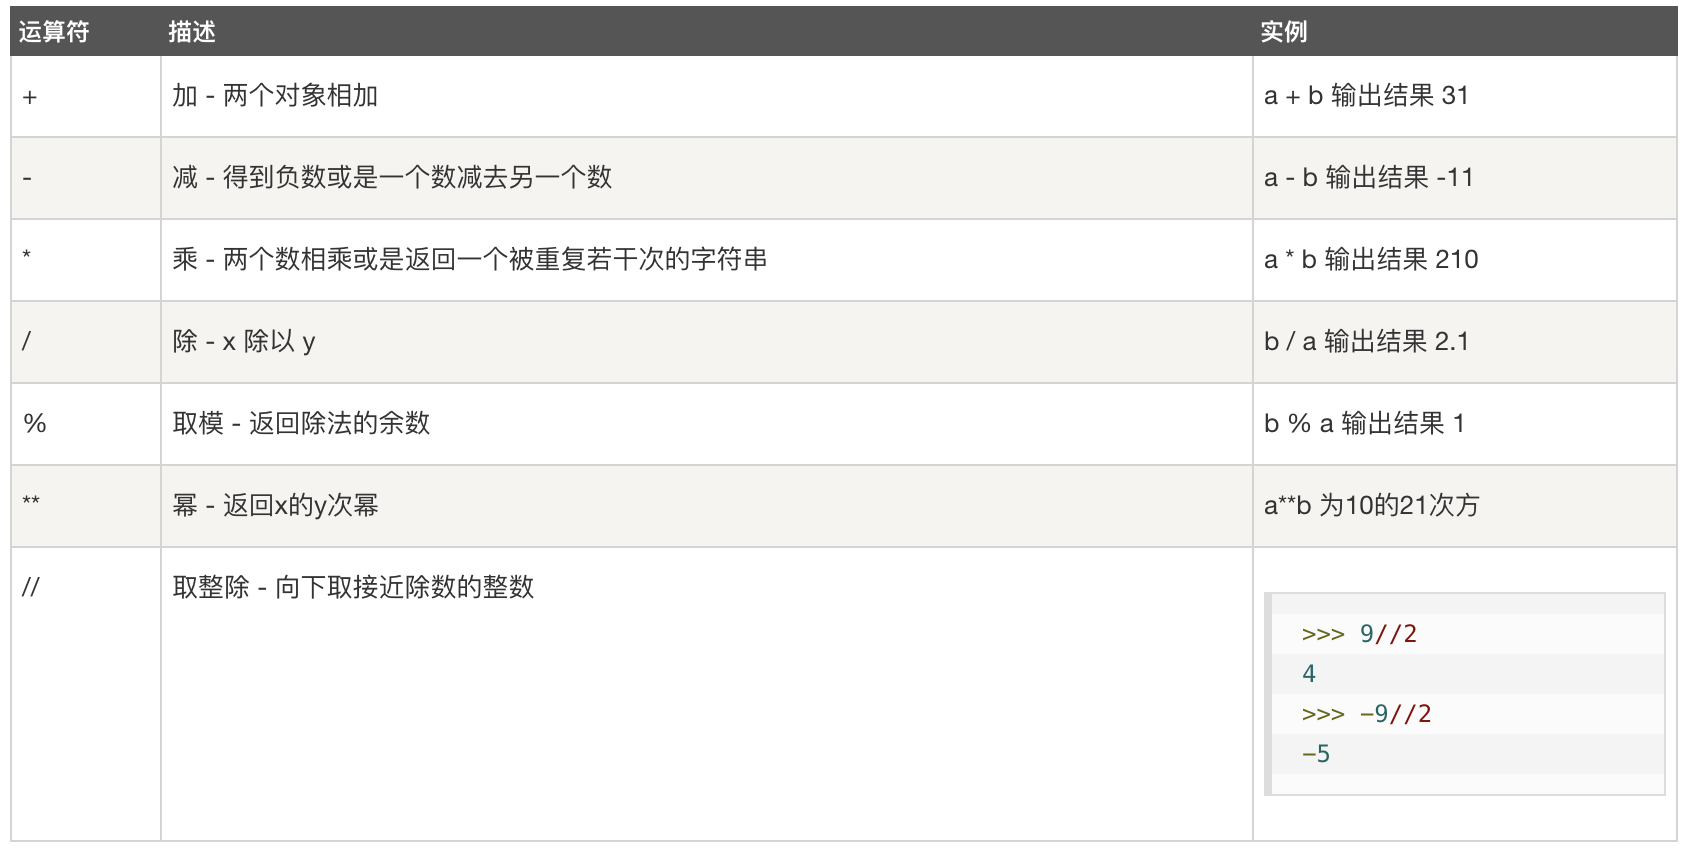 运算符 描述 实例
+ 加 - 两个对象相加 a + b 输出结果 31
- 减 - 得到负数或是一个数减去另一个数 a - b 输出结果 -11
* 乘 - 两个数相乘或是返回一个被重复若干次的字符串 a * b 输出结果 210
/ 除 - x 除以 y b / a 输出结果 2.1
% 取模 - 返回除法的余数 b % a 输出结果 1
** 幂 - 返回x的y次幂 a**b 为10的21次方
// 取整除 - 向下取接近除数的整数
>>> 9//2
4
>>> −9//2
−5